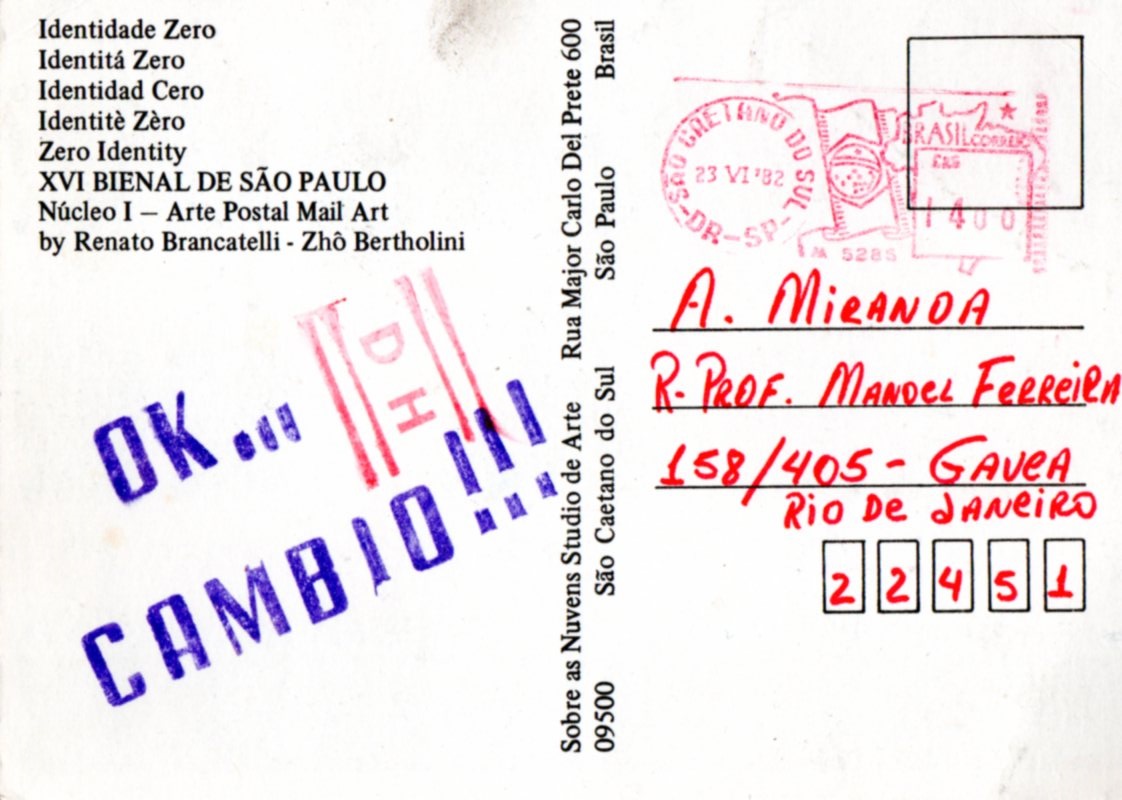 Identidade Zero
Identitá Zero
Identidad Cero
Identitè Zèro
Zero Identity
XVI BIENAL DE SÃO PAULO
Núcleo I — Arte Postal Mail Art
by Renato Brancatelli - Zhô Bertholini
DH
OK...
CAMBIO!!!...
Sobre as Nuvens Studio de Arte Rua Major Carlo Del Prete 600
09500 São Caetano do Sul São Paulo Brasil
SÃO CAETANO DO SUL
23 VI '82
-DR-SP-
BRASIL CORREIO
1400
M 5285
A. MIRANDA
R. PROF. MANOEL FERREIRA
158/405 - GAVEA
RIO DE JANEIRO
22451